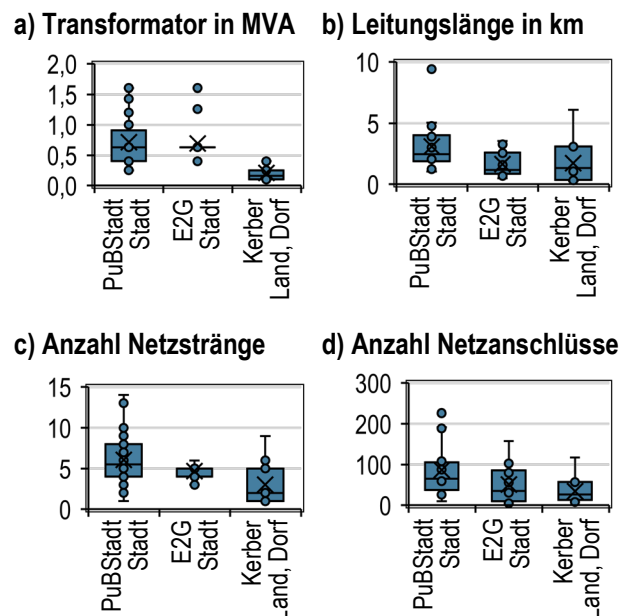 a) Transformator in MVA
2,0
1,5
1,0
0,5
0,0
PuBStadt
Stadt
E2G
Stadt
Kerber
Land, Dorf
b) Leitungslänge in km
10
5
0
PuBStadt
Stadt
E2G
Stadt
Kerber
Land, Dorf
c) Anzahl Netzstränge
15
10
5
0
PuBStadt
Stadt
E2G
Stadt
Kerber
Land, Dorf
d) Anzahl Netzanschlüsse
300
200
100
0
PuBStadt
Stadt
E2G
Stadt
Kerber
Land, Dorf